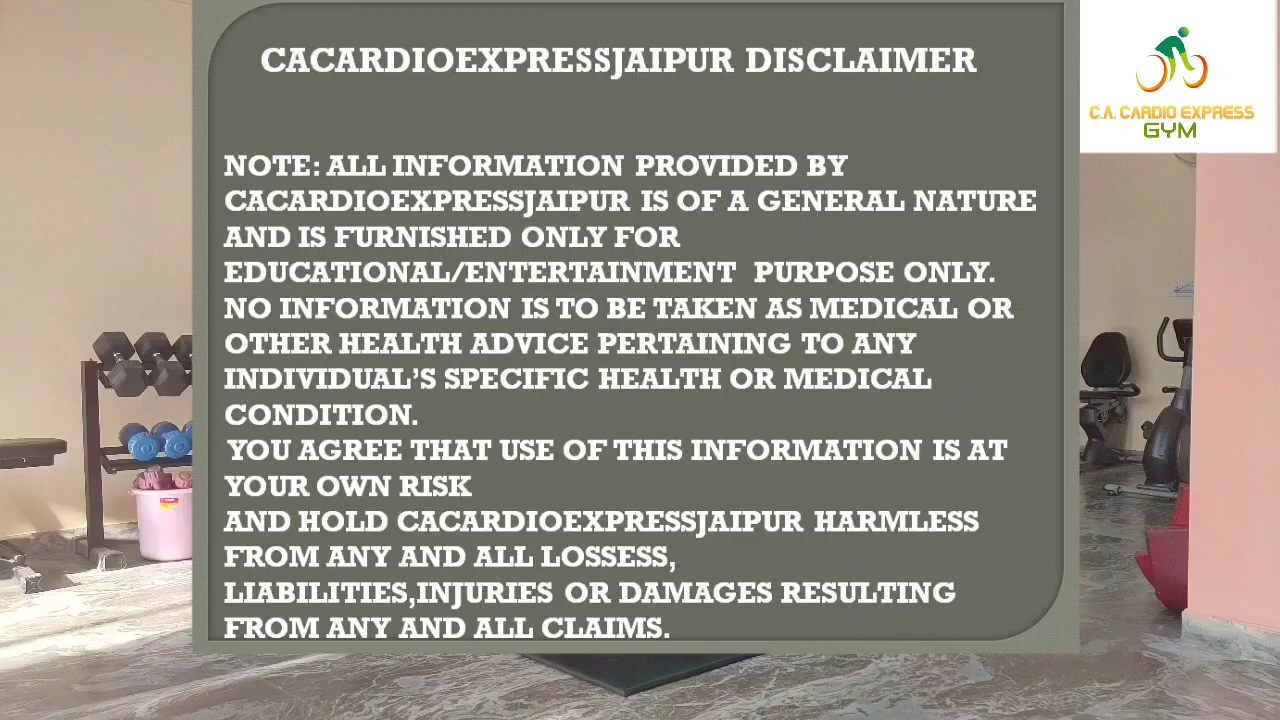 CACARDIOEXPRESSJAIPUR DISCLAIMER
C.A. CARDIO EXPRESS
GYM
NOTE: ALL INFORMATION PROVIDED BY
CACARDIOEXPRESSJAIPUR IS OF A GENERAL NATURE
AND IS FURNISHED ONLY FOR
EDUCATIONAL/ENTERTAINMENT PURPOSE ONLY.
NO INFORMATION IS TO BE TAKEN AS MEDICAL OR
OTHER HEALTH ADVICE PERTAINING TO ANY
INDIVIDUAL'S SPECIFIC HEALTH OR MEDICAL
CONDITION.
YOU AGREE THAT USE OF THIS INFORMATION IS AT
YOUR OWN RISK
AND HOLD CACARDIOEXPRESSJAIPUR HARMLESS
FROM ANY AND ALL LOSSESS,
LIABILITIES,INJURIES OR DAMAGES RESULTING
FROM ANY AND ALL CLAIMS.